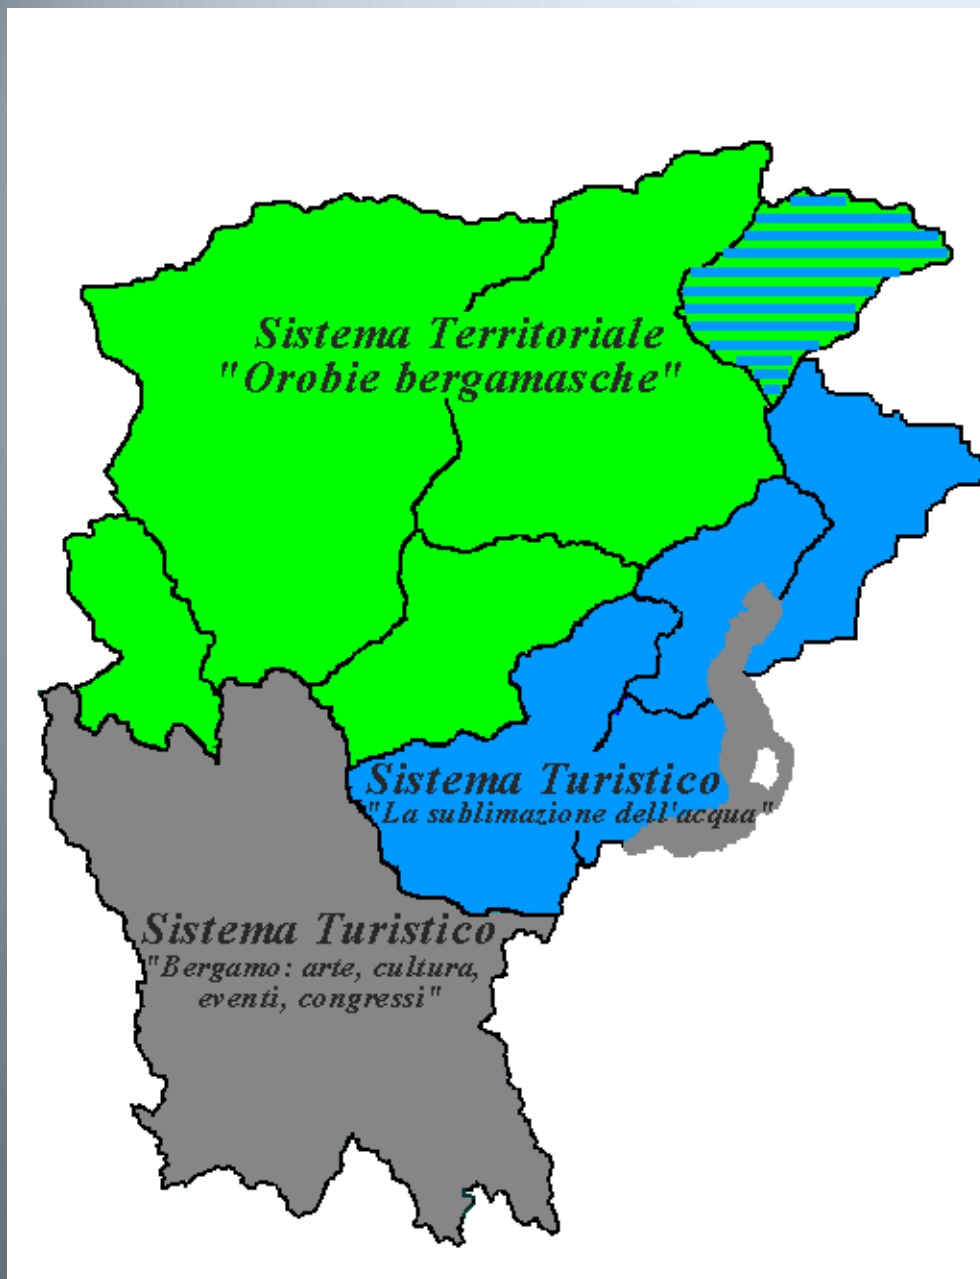 Sistema Territoriale
"Orobie bergamasche"
Sistema Turistico
"La sublimazione dell'acqua"
Sistema Turistico
"Bergamo: arte, cultura,
eventi, congressi"